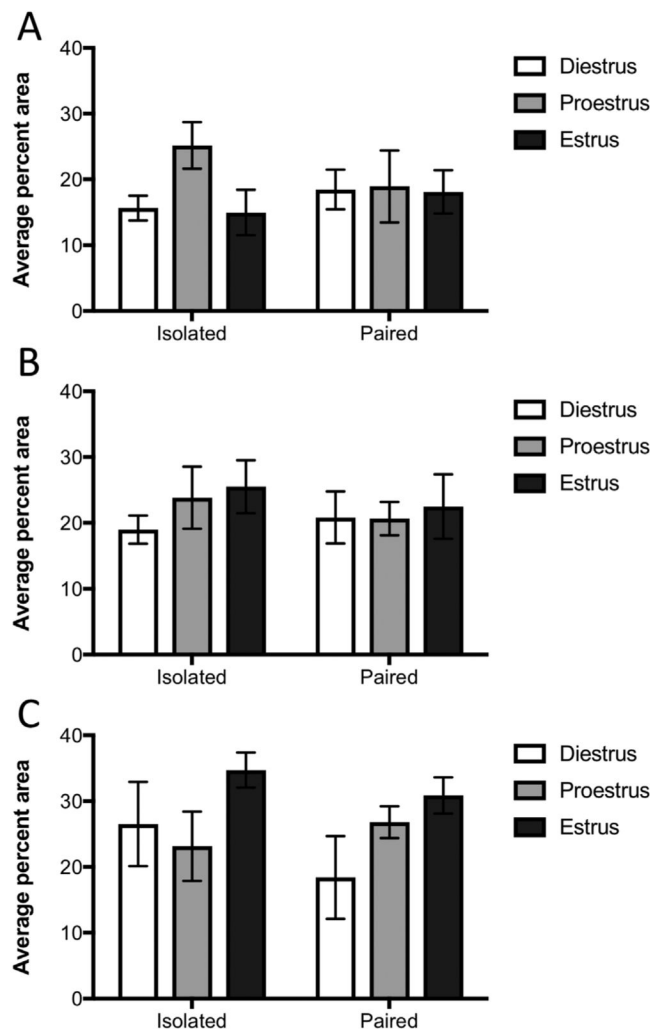 A
Average percent area
40
30
20
10
0
Isolated
Paired
Diestrus
Proestrus
Estrus
B
Average percent area
40
30
20
10
0
Isolated
Paired
Diestrus
Proestrus
Estrus
C
Average percent area
40
30
20
10
0
Isolated
Paired
Diestrus
Proestrus
Estrus